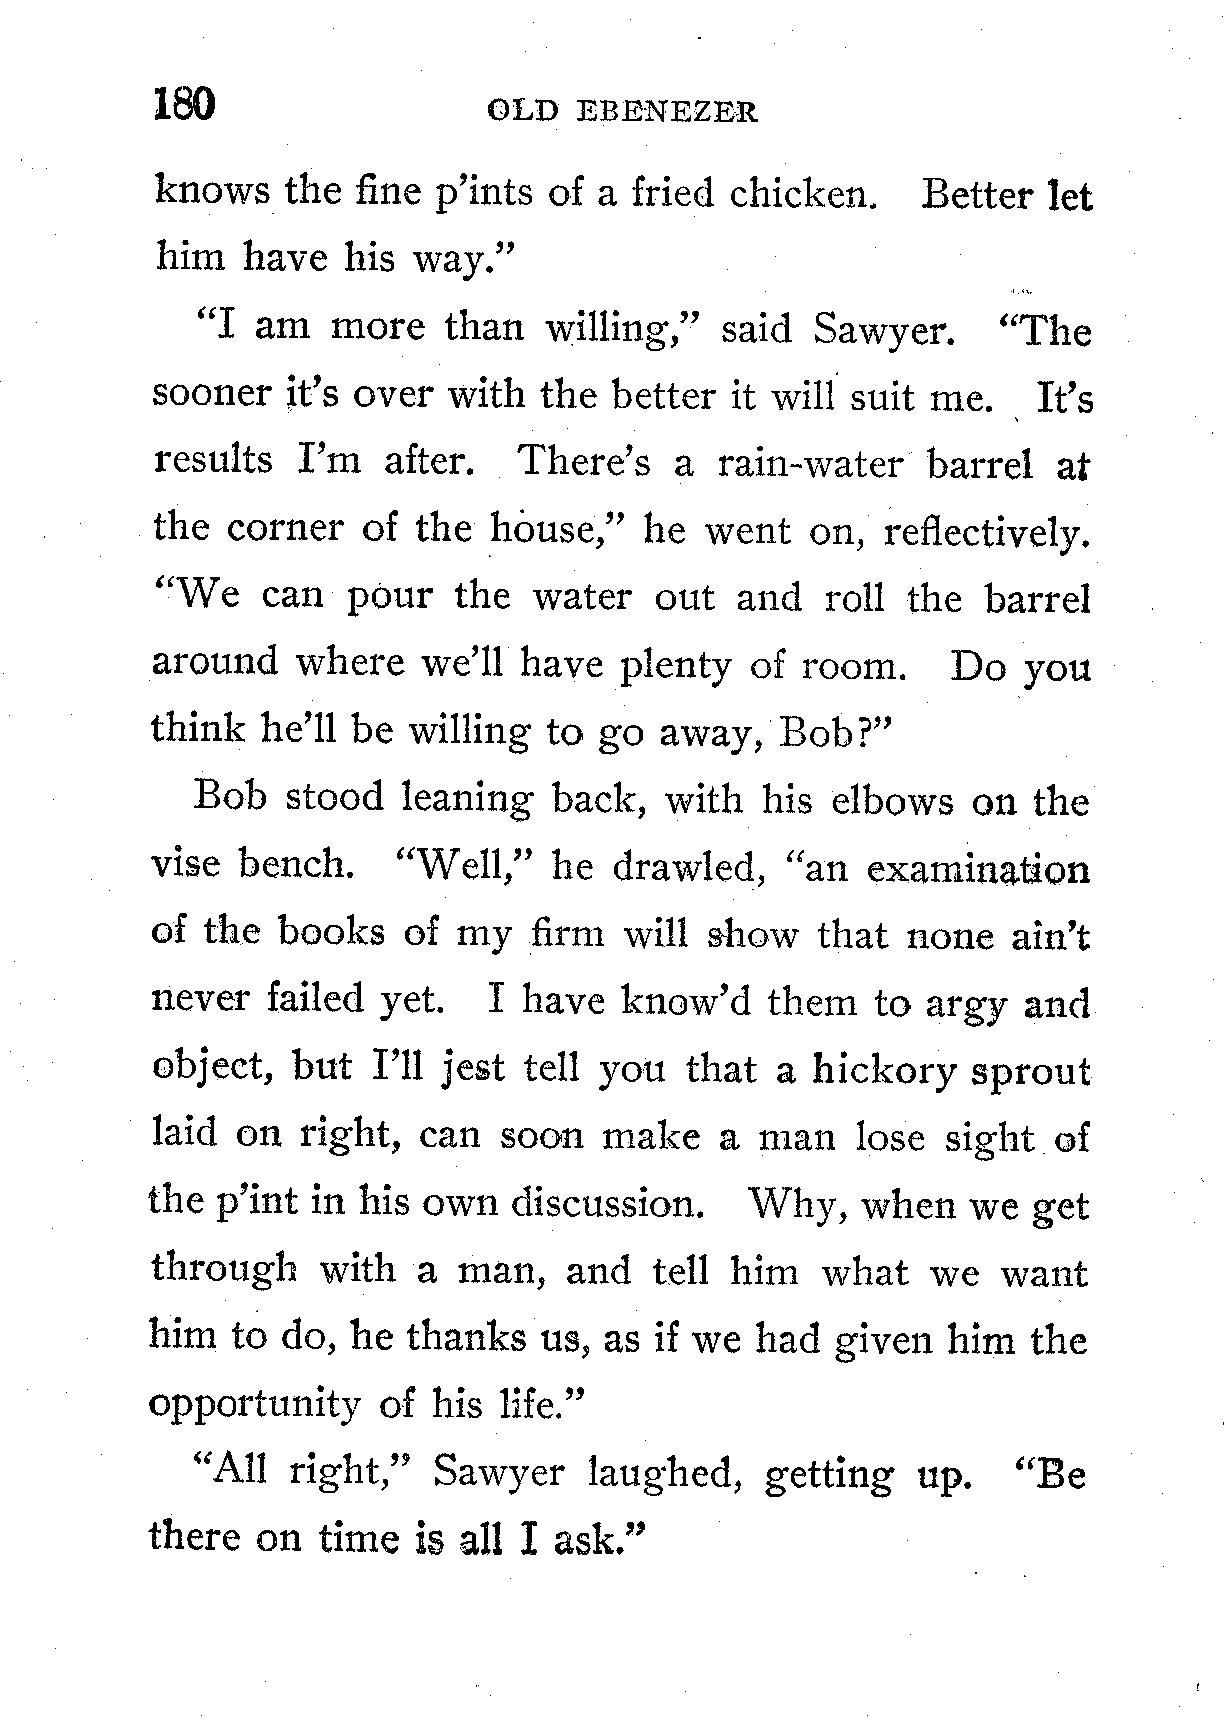 180 OLD EBENEZER
knows the fine p’ints of a fried chicken. Better let
him have his way.”
“I am more than willing,” said Sawyer. “The
sooner it’s over with the better it will suit me. It’s
results I’m after. There’s a rain-water barrel at
the corner of the house,” he went on, reflectively.
“We can pour the water out and roll the barrel
around where we’ll have plenty of room. Do you
think he’ll be willing to go away, Bob?”
Bob stood leaning back, with his elbows on the
vise bench. “Well,” he drawled, “an examination
of the books of my firm will show that none ain’t
never failed yet. I have know’d them to argy and
object, but I’ll jest tell you that a hickory sprout
laid on right, can soon make a man lose sight of
the p’int in his own discussion. Why, when we get
through with a man, and tell him what we want
him to do, he thanks us, as if we had given him the
opportunity of his life.”
“All right,” Sawyer laughed, getting up. “Be
there on time is all I ask.”